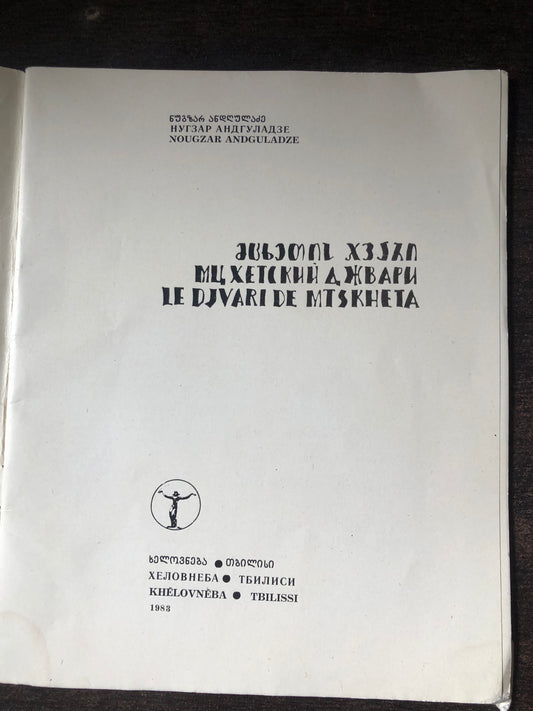 ნუგზარ ანდღულაძე
НУГЗАР АНДГУЛАДЗЕ
NOUGZAR ANDGULADZE
მცხეთის ჯვარი
МЦХЕТСКИЙ ДЖВАРИ
LE DJVARI DE MTSKHETA
ხელოვნება ● თბილისი
ХЕЛОВНЕБА ● ТБИЛИСИ
KHÉLOVNÉBA ● TBILISSI
1983